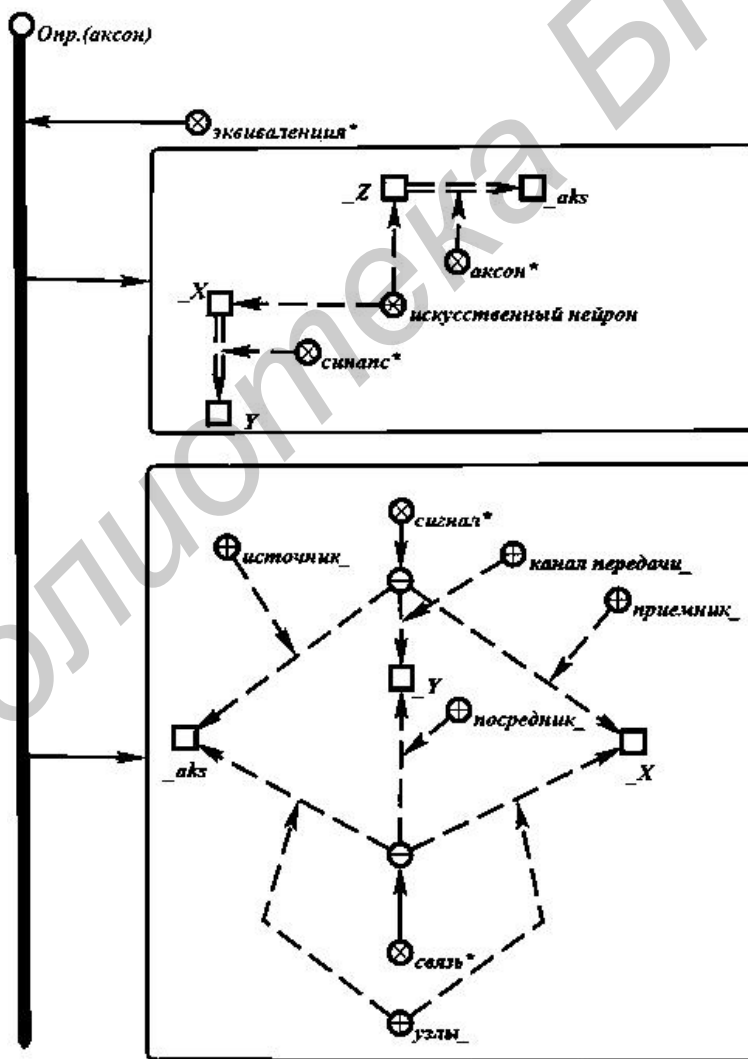 Опр.(аксон)
эквиваленция*
_Z
_aks
аксон*
_X
искусственный нейрон
синапс*
_Y
сигнал*
источник_
канал передачи_
приемник_
_Y
посредник_
_aks
_X
связь*
узлы_